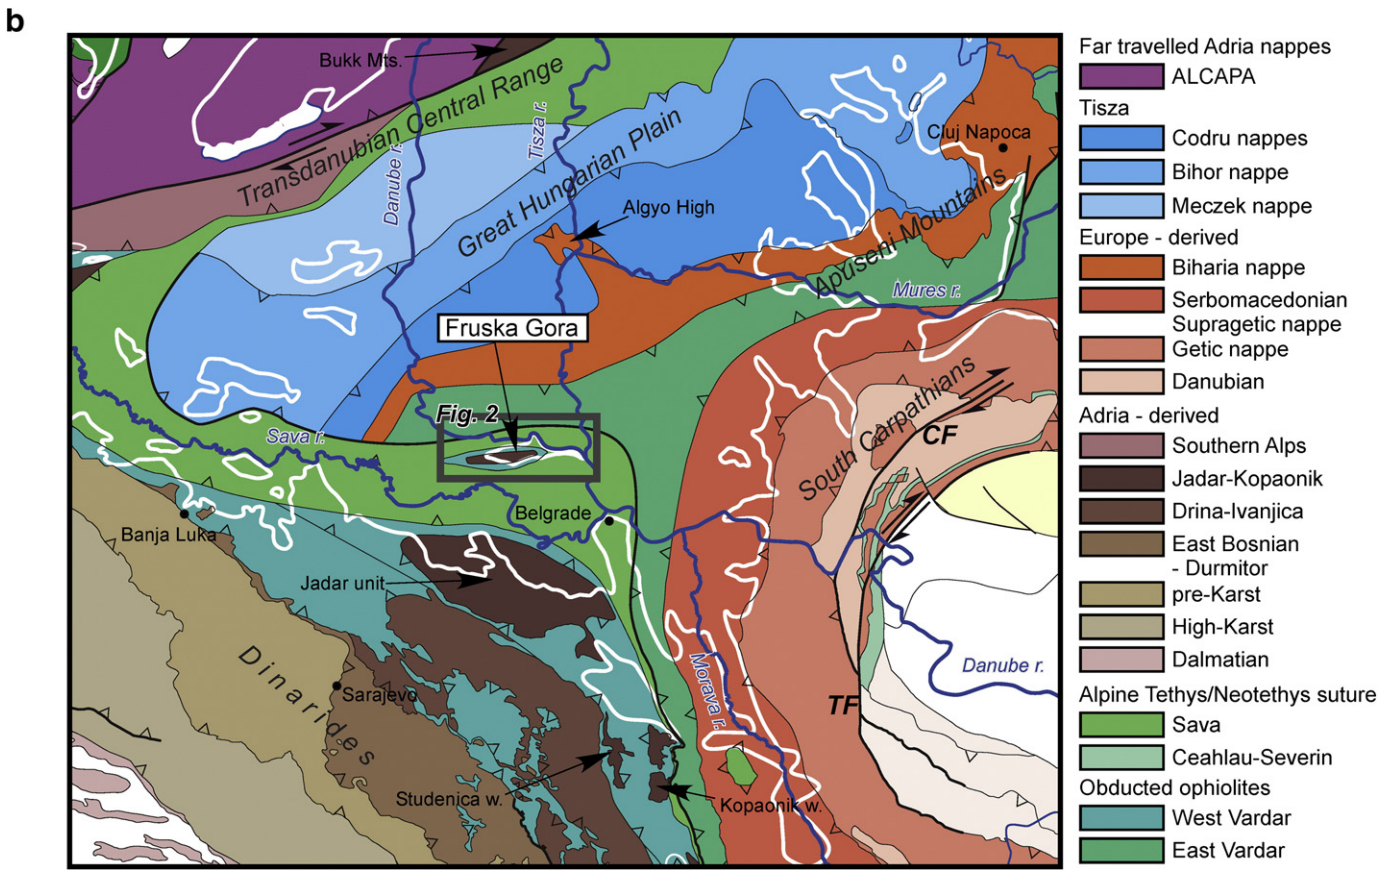 b
Bukk Mts.
Transdanubian Central Range
Danube r.
Tisza r.
Great Hungarian Plain
Cluj Napoca
Algyo High
Apuseni Mountains
Mures r.
Fruska Gora
Fig. 2
Sava r.
South Carpathians
CF
Belgrade
Banja Luka
Jadar unit
Danube r.
Dinarides
Sarajevo
Morava r.
TF
Studenica w.
Kopaonik w.
Far travelled Adria nappes
ALCAPA
Tisza
Codru nappes
Bihor nappe
Meczek nappe
Europe - derived
Biharia nappe
Serbomacedonian
Supragetic nappe
Getic nappe
Danubian
Adria - derived
Southern Alps
Jadar-Kopaonik
Drina-Ivanjica
East Bosnian
- Durmitor
pre-Karst
High-Karst
Dalmatian
Alpine Tethys/Neotethys suture
Sava
Ceahlau-Severin
Obducted ophiolites
West Vardar
East Vardar